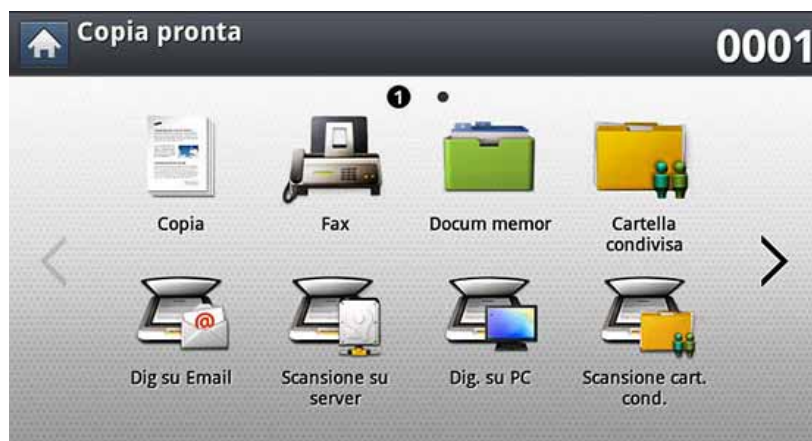 Copia pronta
0001
1
Copia
Fax
Docum memor
Cartella
condivisa
Dig su Email
Scansione su
server
Dig. su PC
Scansione cart.
cond.